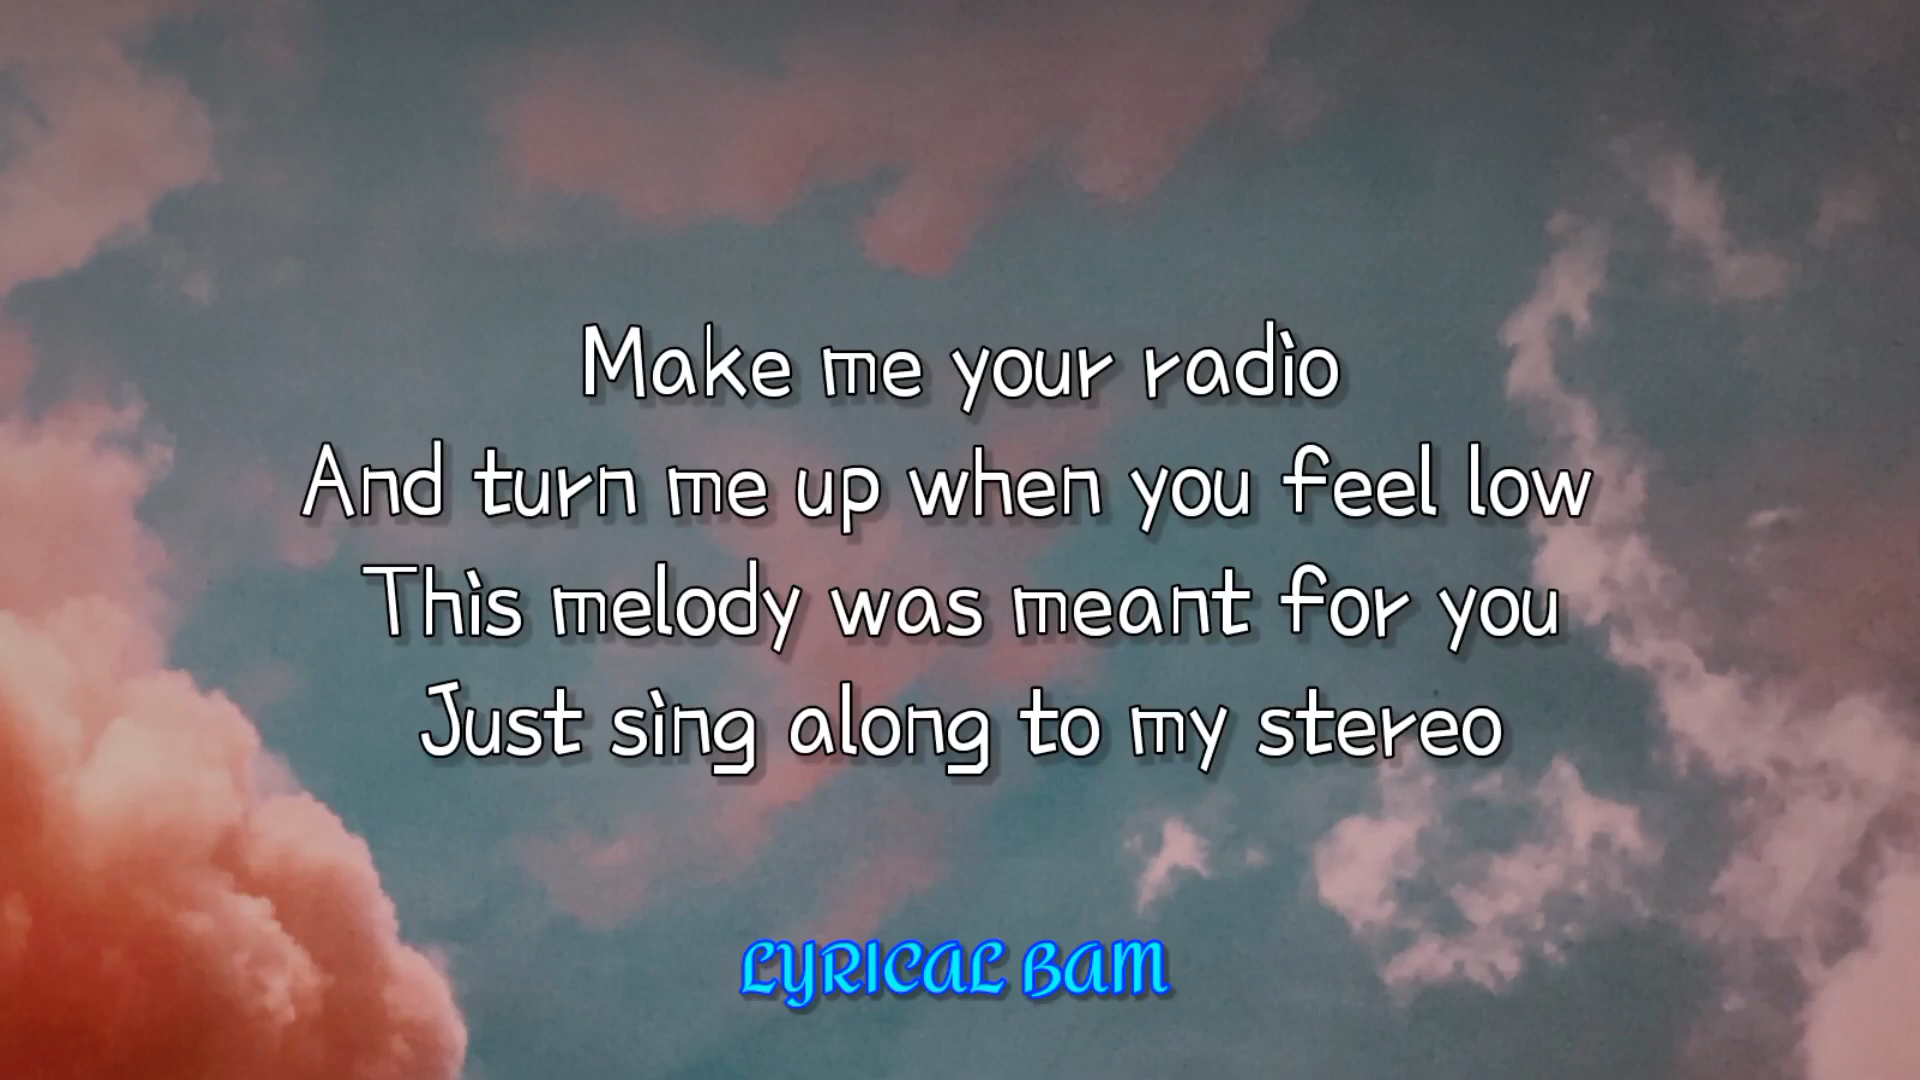 Make me your radio
And turn me up when you feel low
This melody was meant for you
Just sing along to my stereo
LYRICAL BAM